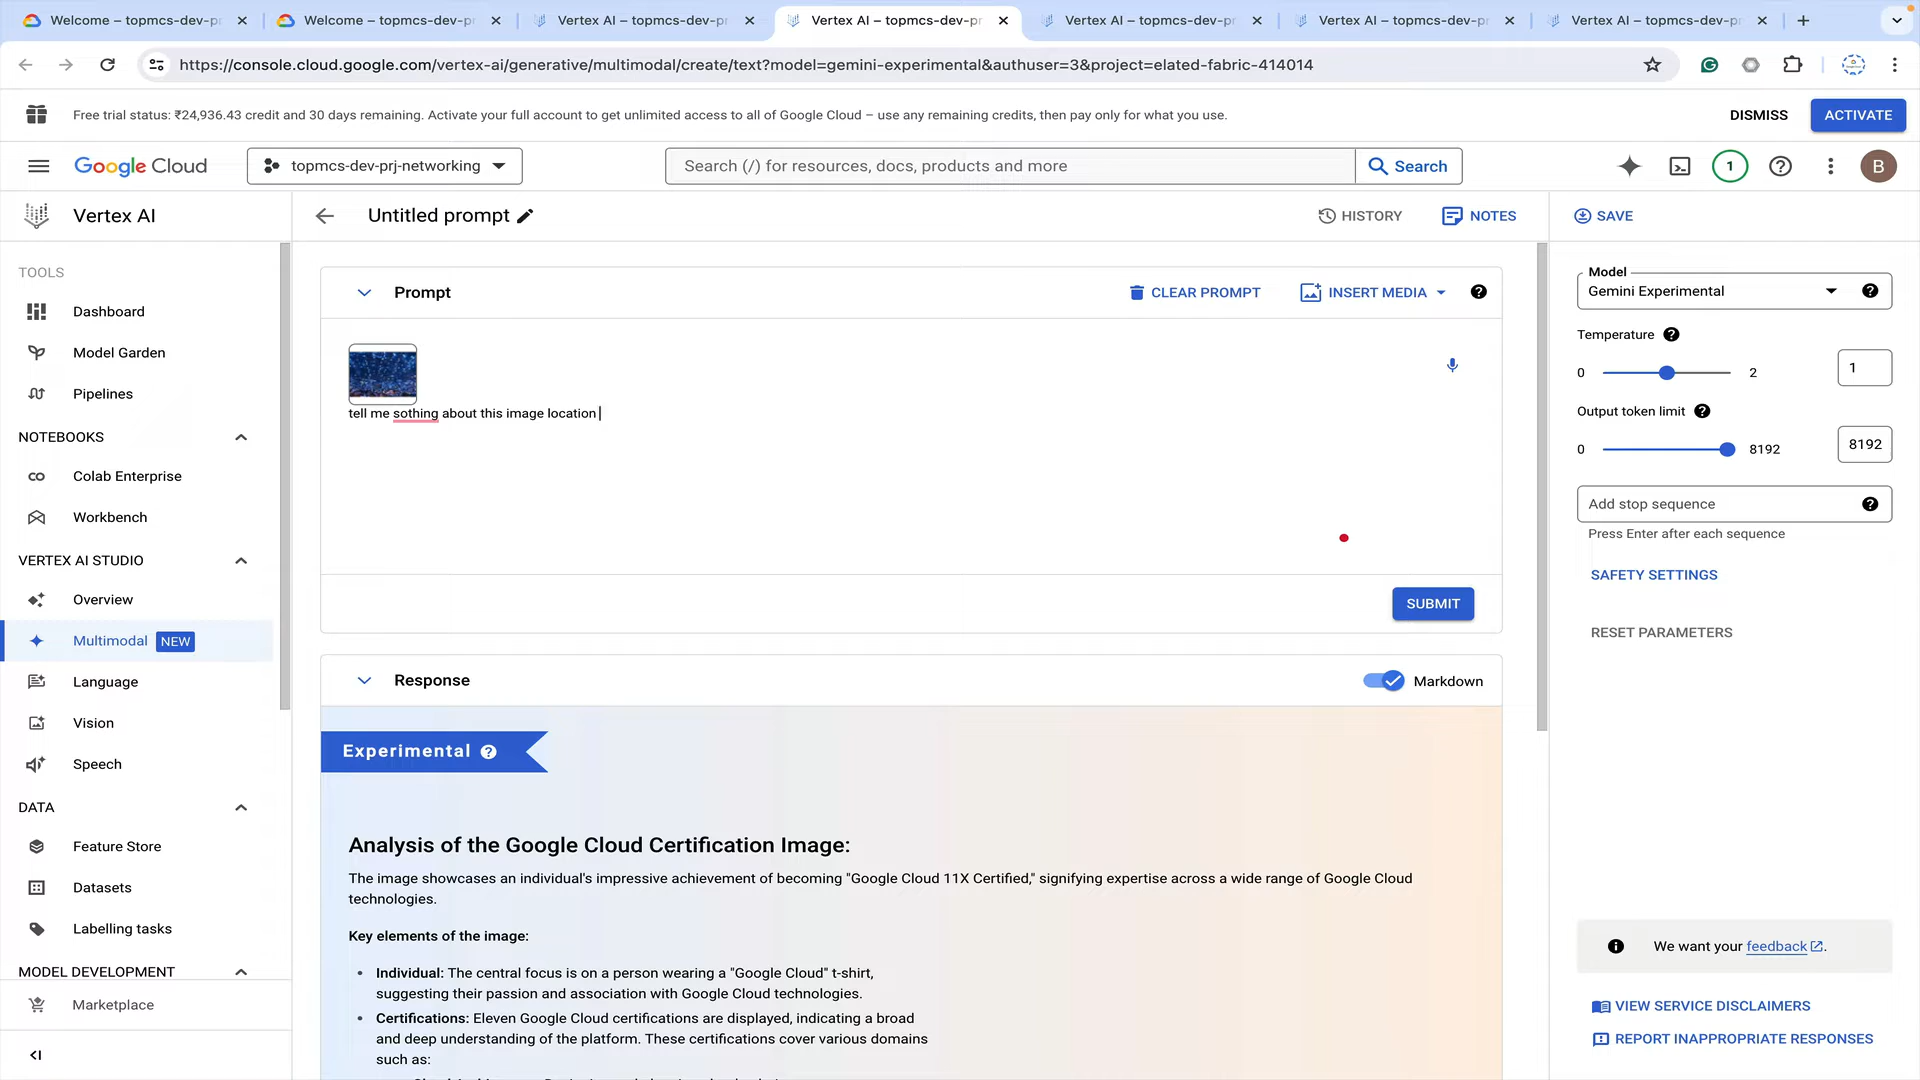 Welcome – topmcs-dev-pr
Welcome – topmcs-dev-pr
Vertex AI – topmcs-dev-pr
Vertex AI – topmcs-dev-pr
Vertex AI – topmcs-dev-pr
Vertex AI – topmcs-dev-pr
Vertex AI – topmcs-dev-pr
https://console.cloud.google.com/vertex-ai/generative/multimodal/create/text?model=gemini-experimental&authuser=3&project=elated-fabric-414014
Free trial status: ₹24,936.43 credit and 30 days remaining. Activate your full account to get unlimited access to all of Google Cloud – use any remaining credits, then pay only for what you use.
DISMISS
ACTIVATE
Google Cloud
topmcs-dev-prj-networking
Search (/) for resources, docs, products and more
Search
1
B
Vertex AI
Untitled prompt
HISTORY
NOTES
SAVE
TOOLS
Dashboard
Model Garden
Pipelines
NOTEBOOKS
Colab Enterprise
Workbench
VERTEX AI STUDIO
Overview
Multimodal NEW
Language
Vision
Speech
DATA
Feature Store
Datasets
Labelling tasks
MODEL DEVELOPMENT
Marketplace
Prompt
CLEAR PROMPT
INSERT MEDIA
tell me sothing about this image location
SUBMIT
Response
Markdown
Experimental
Analysis of the Google Cloud Certification Image:
The image showcases an individual's impressive achievement of becoming "Google Cloud 11X Certified," signifying expertise across a wide range of Google Cloud
technologies.
Key elements of the image:
• Individual: The central focus is on a person wearing a "Google Cloud" t-shirt,
suggesting their passion and association with Google Cloud technologies.
• Certifications: Eleven Google Cloud certifications are displayed, indicating a broad
and deep understanding of the platform. These certifications cover various domains
such as:
Model
Gemini Experimental
Temperature
0
2
1
Output token limit
0
8192
8192
Add stop sequence
Press Enter after each sequence
SAFETY SETTINGS
RESET PARAMETERS
We want your feedback.
VIEW SERVICE DISCLAIMERS
REPORT INAPPROPRIATE RESPONSES